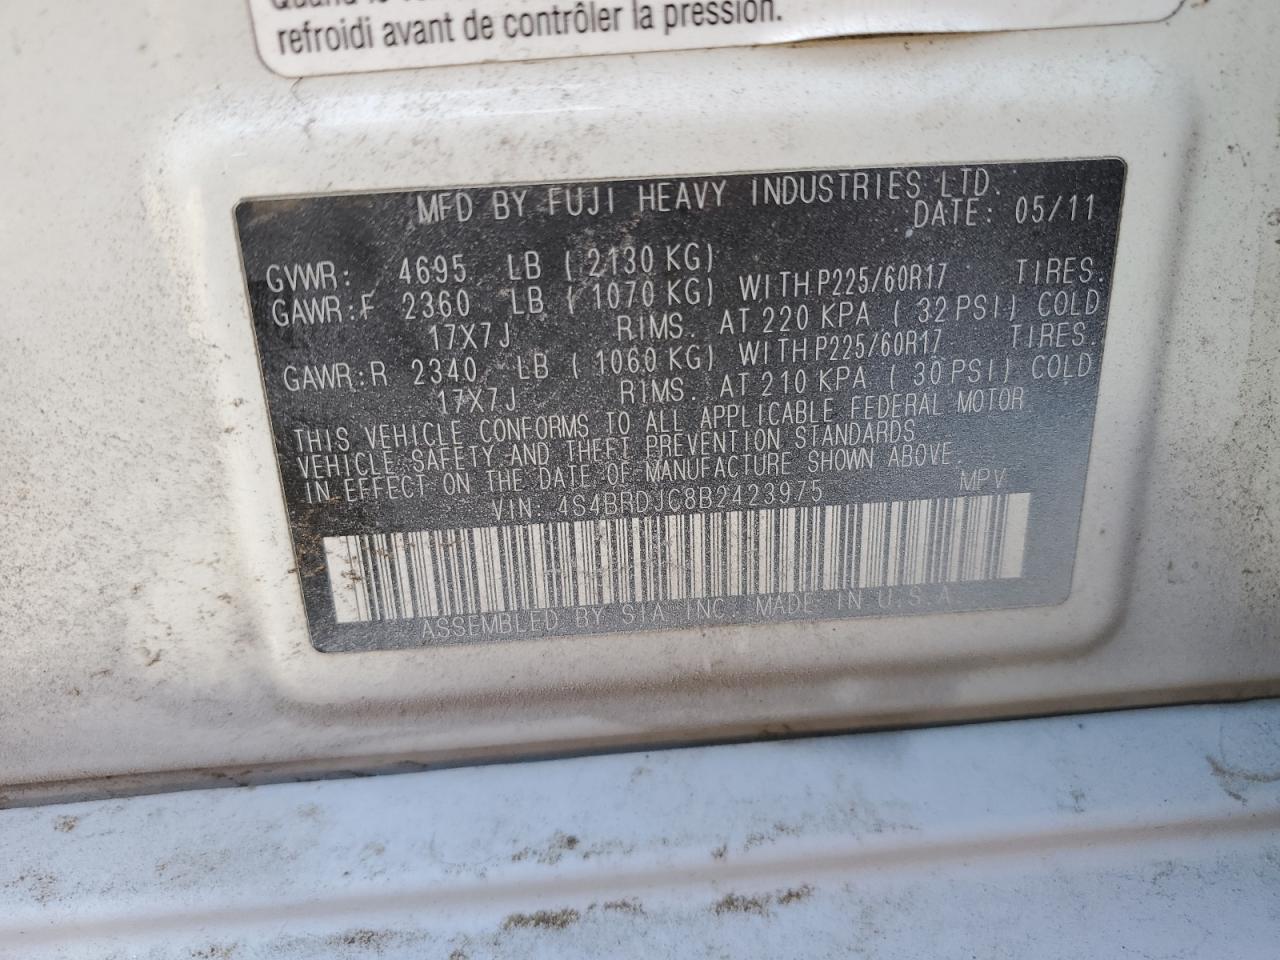 refroidi avant de contrôler la pression.
MFD BY FUJI HEAVY INDUSTRIES LTD.
DATE: 05/11
GVWR: 4695 LB (2130 KG)
GAWR:F 2360 LB (1070 KG) WITH P225/60R17 TIRES.
17X7J RIMS. AT 220 KPA (32 PSI) COLD
GAWR:R 2340 LB (1060 KG) WITH P225/60R17 TIRES.
17X7J RIMS. AT 210 KPA (30 PSI) COLD
THIS VEHICLE CONFORMS TO ALL APPLICABLE FEDERAL MOTOR
VEHICLE SAFETY AND THEFT PREVENTION STANDARDS
IN EFFECT ON THE DATE OF MANUFACTURE SHOWN ABOVE
VIN: 4S4BRDJC8B2423975 MPV
ASSEMBLED BY SIA INC. MADE IN U.S.A